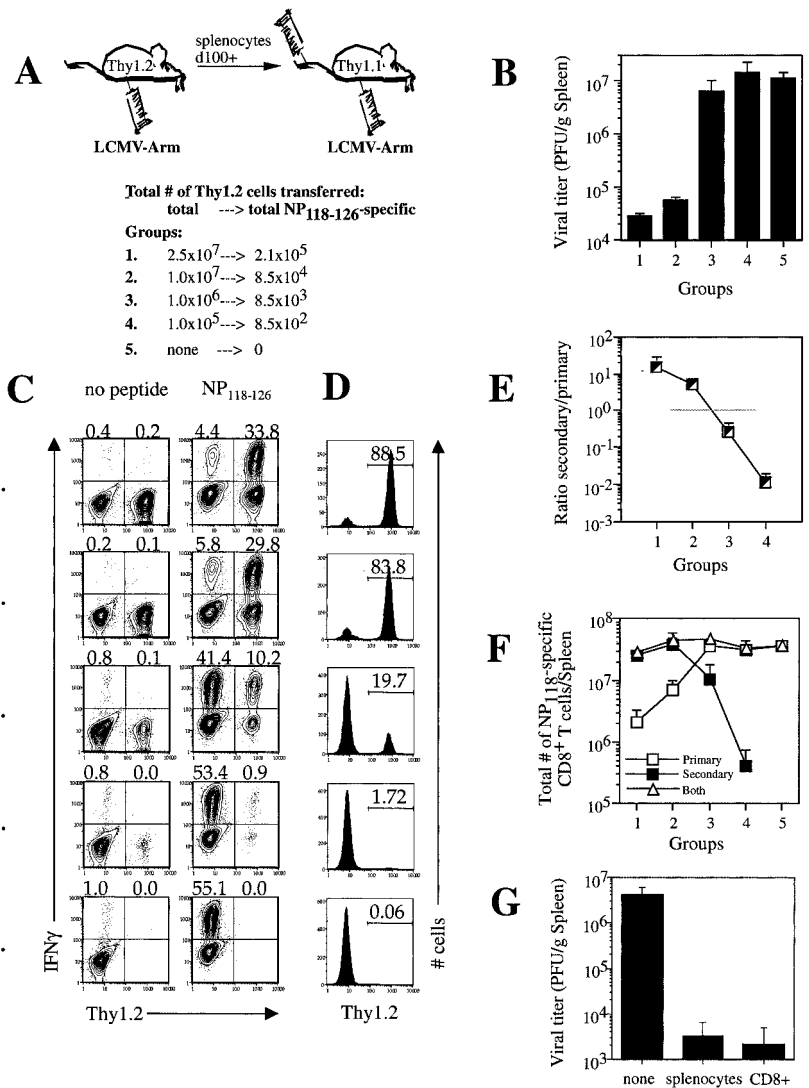 A
Thy1.2
splenocytes
d100+
Thy1.1
LCMV-Arm
LCMV-Arm
Total # of Thy1.2 cells transferred:
total ---> total NP118-126-specific
Groups:
1. 2.5x10^7---> 2.1x10^5
2. 1.0x10^7---> 8.5x10^4
3. 1.0x10^6---> 8.5x10^3
4. 1.0x10^5---> 8.5x10^2
5. none ---> 0
B
Viral titer (PFU/g Spleen)
10^7
10^6
10^5
10^4
1 2 3 4 5
Groups
C
no peptide NP118-126
0.4 0.2 4.4 33.8
0.2 0.1 5.8 29.8
0.8 0.1 41.4 10.2
0.8 0.0 53.4 0.9
1.0 0.0 55.1 0.0
IFNγ
Thy1.2
D
88.5
83.8
19.7
1.72
0.06
# cells
Thy1.2
E
Ratio secondary/primary
10^2
10^1
10^0
10^-1
10^-2
10^-3
1 2 3 4
Groups
F
Total # of NP118-specific
CD8+ T cells/Spleen
10^8
10^7
10^6
10^5
Primary
Secondary
Both
1 2 3 4 5
Groups
G
Viral titer (PFU/g Spleen)
10^7
10^6
10^5
10^4
10^3
none splenocytes CD8+